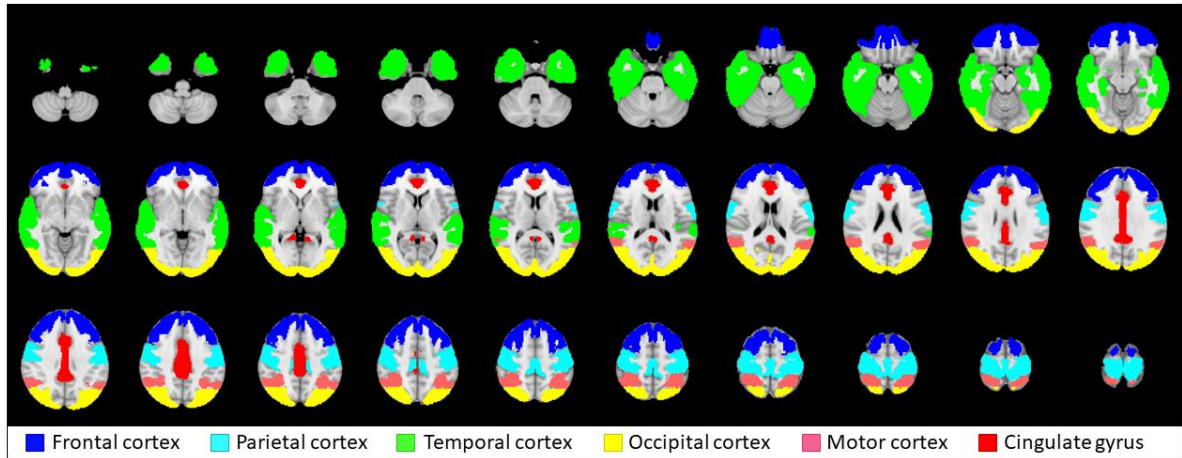 Frontal cortex
Parietal cortex
Temporal cortex
Occipital cortex
Motor cortex
Cingulate gyrus